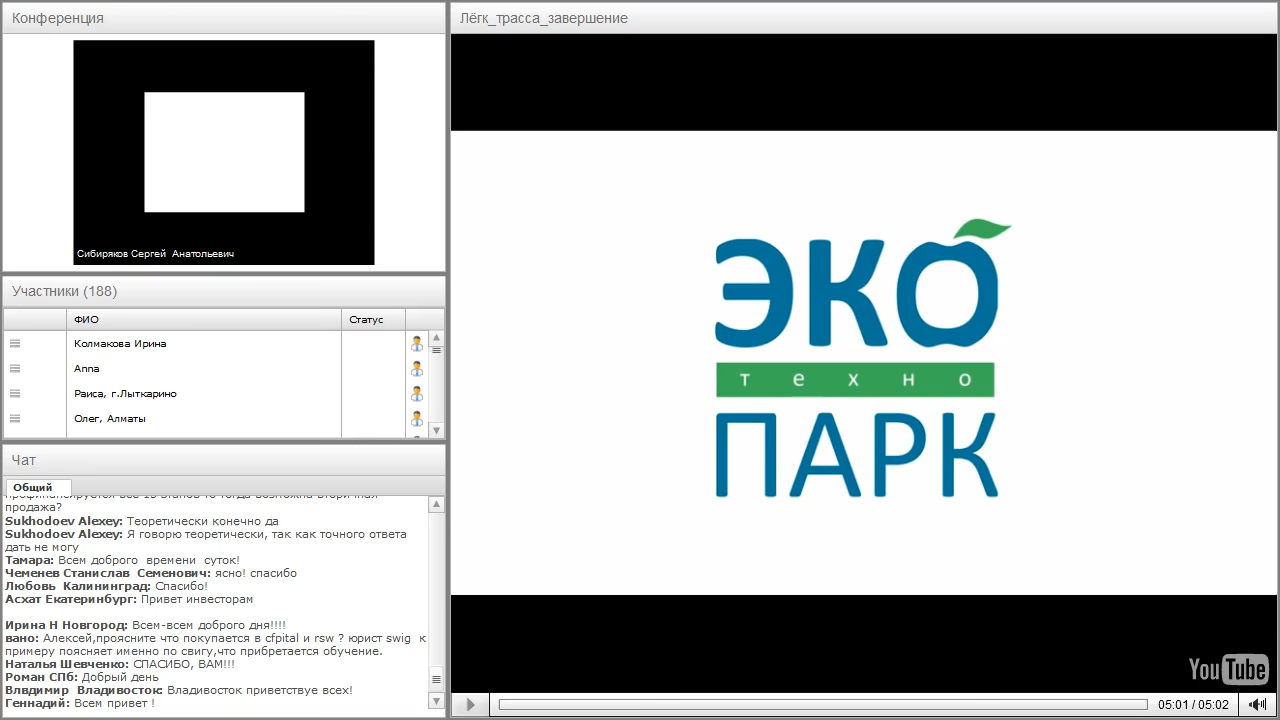 Конференция
Сибиряков Сергей Анатольевич
Участники (188)
ФИО Статус
Колмакова Ирина
Anna
Раиса, г.Лыткарино
Олег, Алматы
Чат
Общий
продажа?
Sukhodoev Alexey: Теоретически конечно да
Sukhodoev Alexey: Я говорю теоретически, так как точного ответа
дать не могу
Тамара: Всем доброго времени суток!
Чеменев Станислав Семенович: ясно! спасибо
Любовь Калининград: Спасибо!
Асхат Екатеринбург: Привет инвесторам
Ирина Н Новгород: Всем-всем доброго дня!!!!
вано: Алексей,проясните что покупается в cfpital и rsw ? юрист swig к
примеру поясняет именно по свигу,что прибретается обучение.
Наталья Шевченко: СПАСИБО, ВАМ!!!
Роман СПб: Добрый день
Влвдимир Владивосток: Владивосток приветствуе всех!
Геннадий: Всем привет !
Лёгк_трасса_завершение
ЭКО
техно
ПАРК
YouTube
05:01 / 05:02